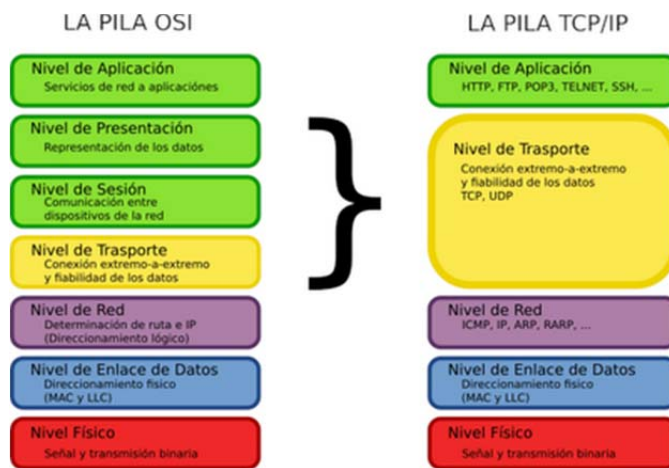 LA PILA OSI
Nivel de Aplicación
Servicios de red a aplicaciónes
Nivel de Presentación
Representación de los datos
Nivel de Sesión
Comunicación entre
dispositivos de la red
Nivel de Trasporte
Conexión extremo-a-extremo
y fiabilidad de los datos
Nivel de Red
Determinación de ruta e IP
(Direccionamiento lógico)
Nivel de Enlace de Datos
Direccionamiento fisico
(MAC y LLC)
Nivel Físico
Señal y transmisión binaria
LA PILA TCP/IP
Nivel de Aplicación
HTTP, FTP, POP3, TELNET, SSH, ...
Nivel de Trasporte
Conexión extremo-a-extremo
y fiabilidad de los datos
TCP, UDP
Nivel de Red
ICMP, IP, ARP, RARP, ...
Nivel de Enlace de Datos
Direccionamiento fisico
(MAC y LLC)
Nivel Físico
Señal y transmisión binaria